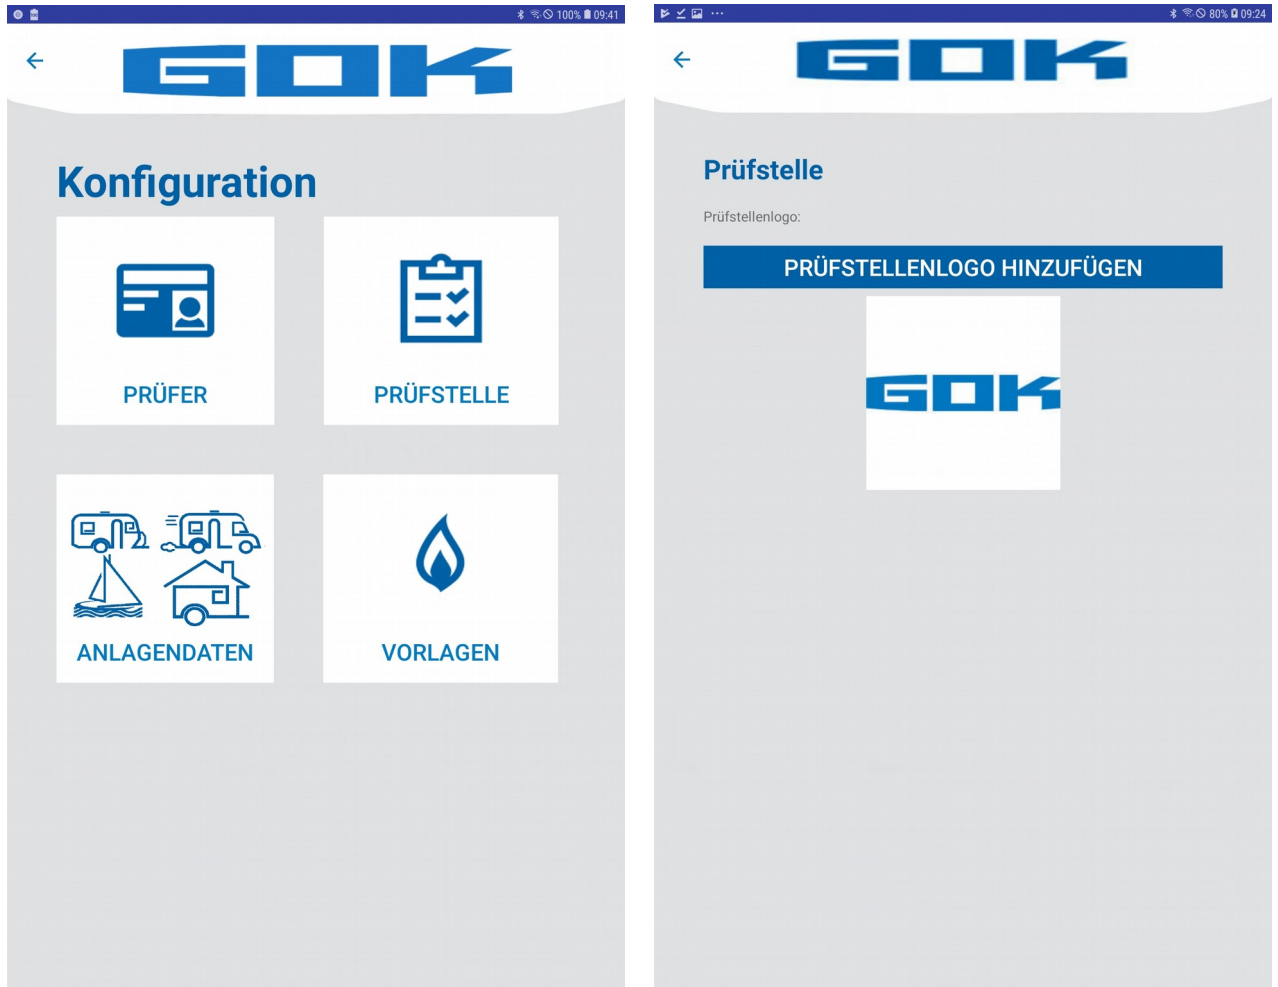 100% 09:41
GOK
Konfiguration
PRÜFER
PRÜFSTELLE
ANLAGENDATEN
VORLAGEN
80% 09:24
GOK
Prüfstelle
Prüfstellenlogo:
PRÜFSTELLENLOGO HINZUFÜGEN
GOK